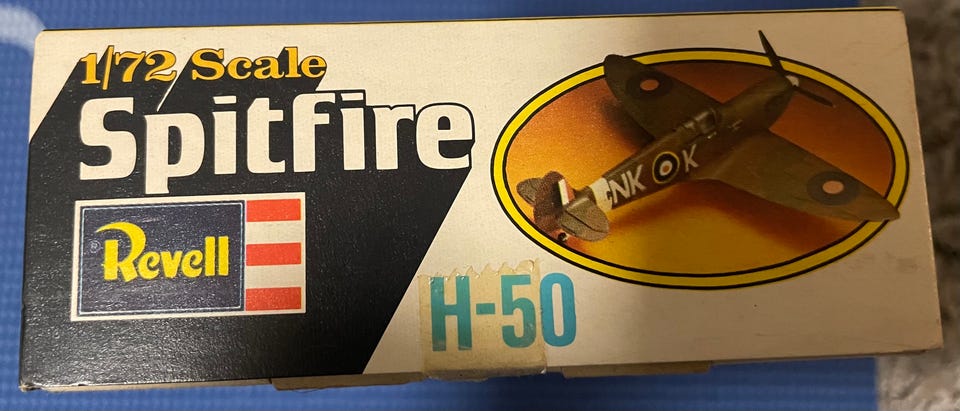 1/72 Scale
Spitfire
NK K
® Revell
H-50